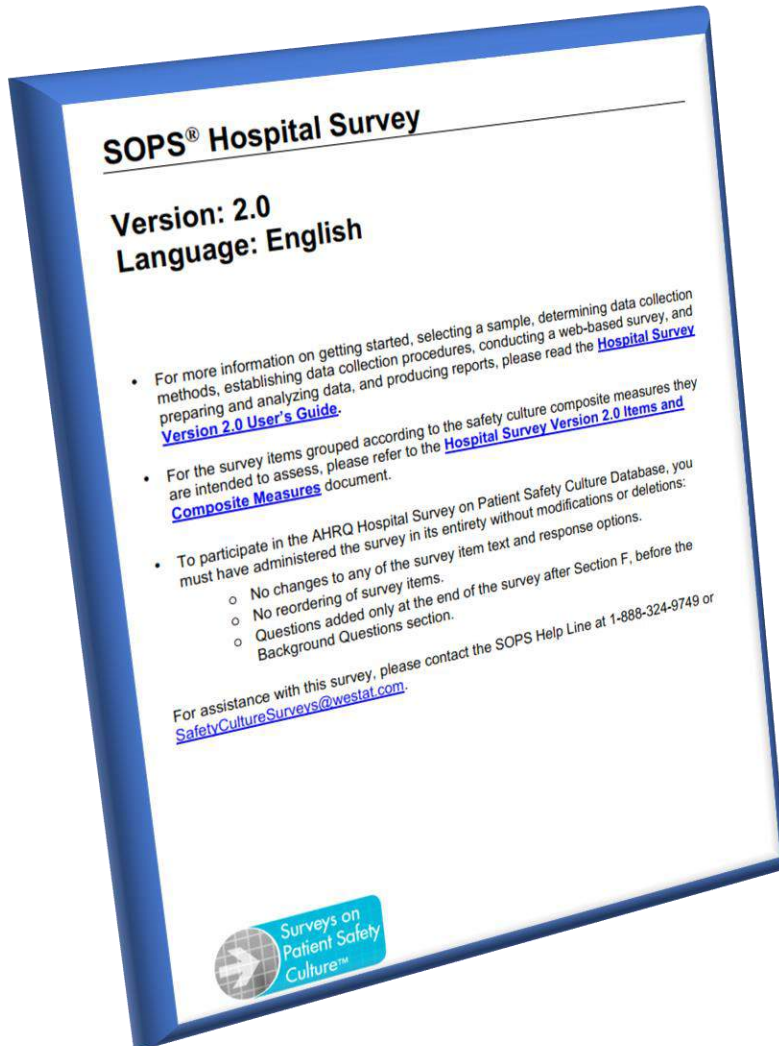 SOPS® Hospital Survey
Version: 2.0
Language: English
• For more information on getting started, selecting a sample, determining data collection
methods, establishing data collection procedures, conducting a web-based survey, and
preparing and analyzing data, and producing reports, please read the Hospital Survey
Version 2.0 User's Guide.
• For the survey items grouped according to the safety culture composite measures they
are intended to assess, please refer to the Hospital Survey Version 2.0 Items and
Composite Measures document.
• To participate in the AHRQ Hospital Survey on Patient Safety Culture Database, you
must have administered the survey in its entirety without modifications or deletions:
o No changes to any of the survey item text and response options.
o No reordering of survey items.
o Questions added only at the end of the survey after Section F, before the
Background Questions section.
For assistance with this survey, please contact the SOPS Help Line at 1-888-324-9749 or
SafetyCultureSurveys@westat.com.
Surveys on
Patient Safety
Culture™